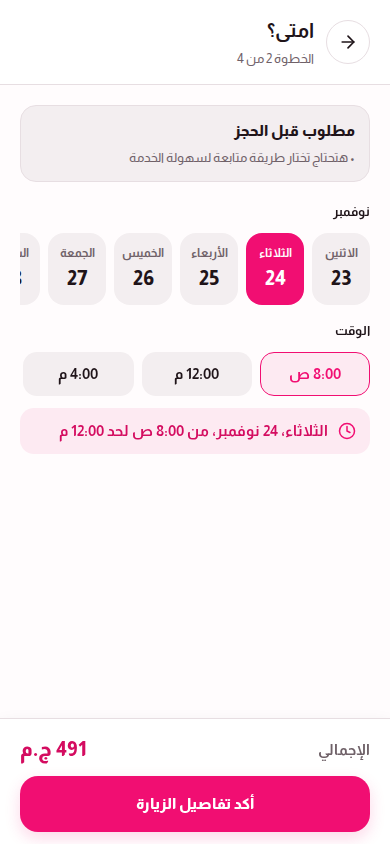 امتى؟
الخطوة 2 من 4
مطلوب قبل الحجز
• هتحتاج تختار طريقة متابعة لسهولة الخدمة
نوفمبر
الاثنين
23
الثلاثاء
24
الأربعاء
25
الخميس
26
الجمعة
27
الوقت
8:00 ص
12:00 م
4:00 م
الثلاثاء، 24 نوفمبر، من 8:00 ص لحد 12:00 م
الإجمالي
491 ج.م
أكد تفاصيل الزيارة